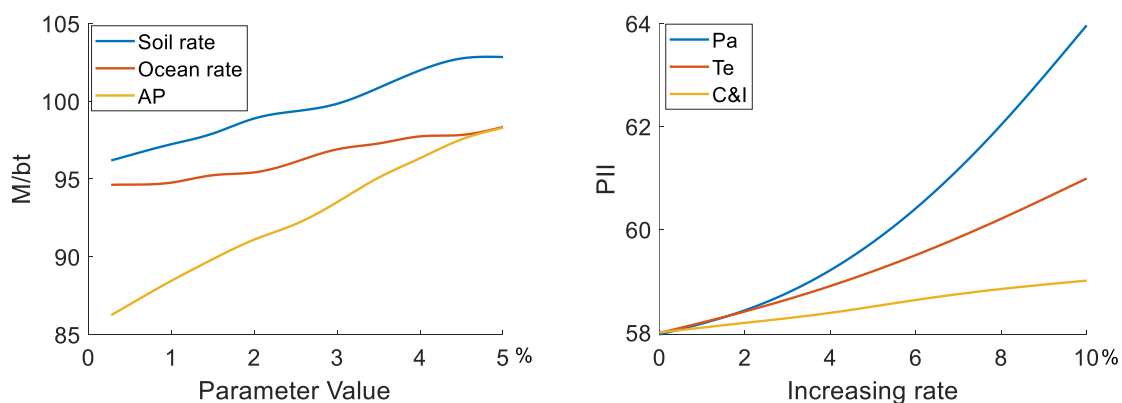 105
100
95
90
85
M/bt
Soil rate
Ocean rate
AP
0 1 2 3 4 5 %
Parameter Value
64
62
60
58
PII
Pa
Te
C&I
0 2 4 6 8 10 %
Increasing rate